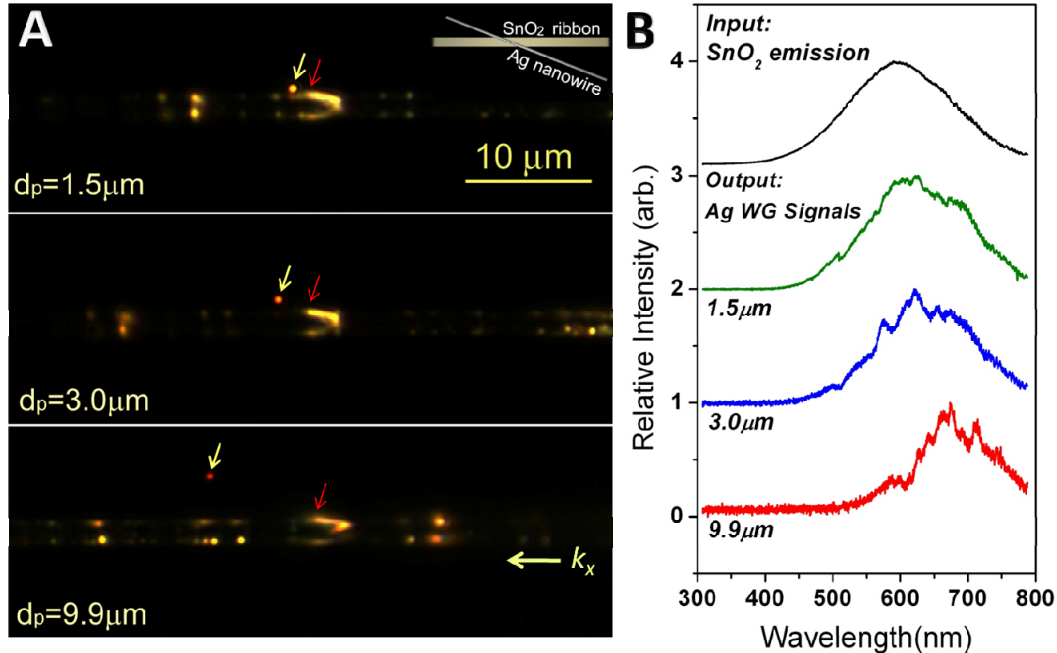 A
SnO₂ ribbon
Ag nanowire
10 μm
dp=1.5μm
dp=3.0μm
kx
dp=9.9μm
B
Input:
SnO₂ emission
Output:
Ag WG Signals
1.5μm
3.0μm
9.9μm
4
3
2
1
0
Relative Intensity (arb.)
300 400 500 600 700 800
Wavelength(nm)